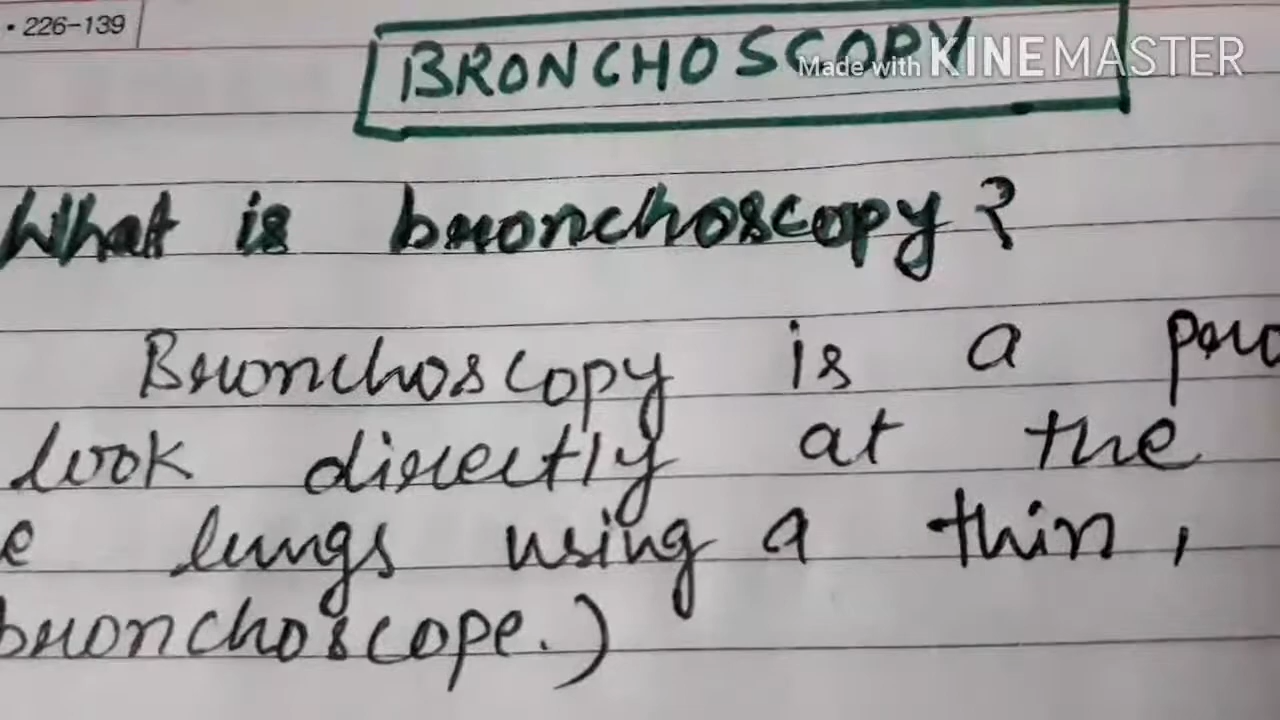 • 226-139
BRONCHOSCOPY
Made with KINEMASTER
What is bronchoscopy?
Bronchoscopy is a
look directly at the
lungs using a thin,
bronchoscope.)